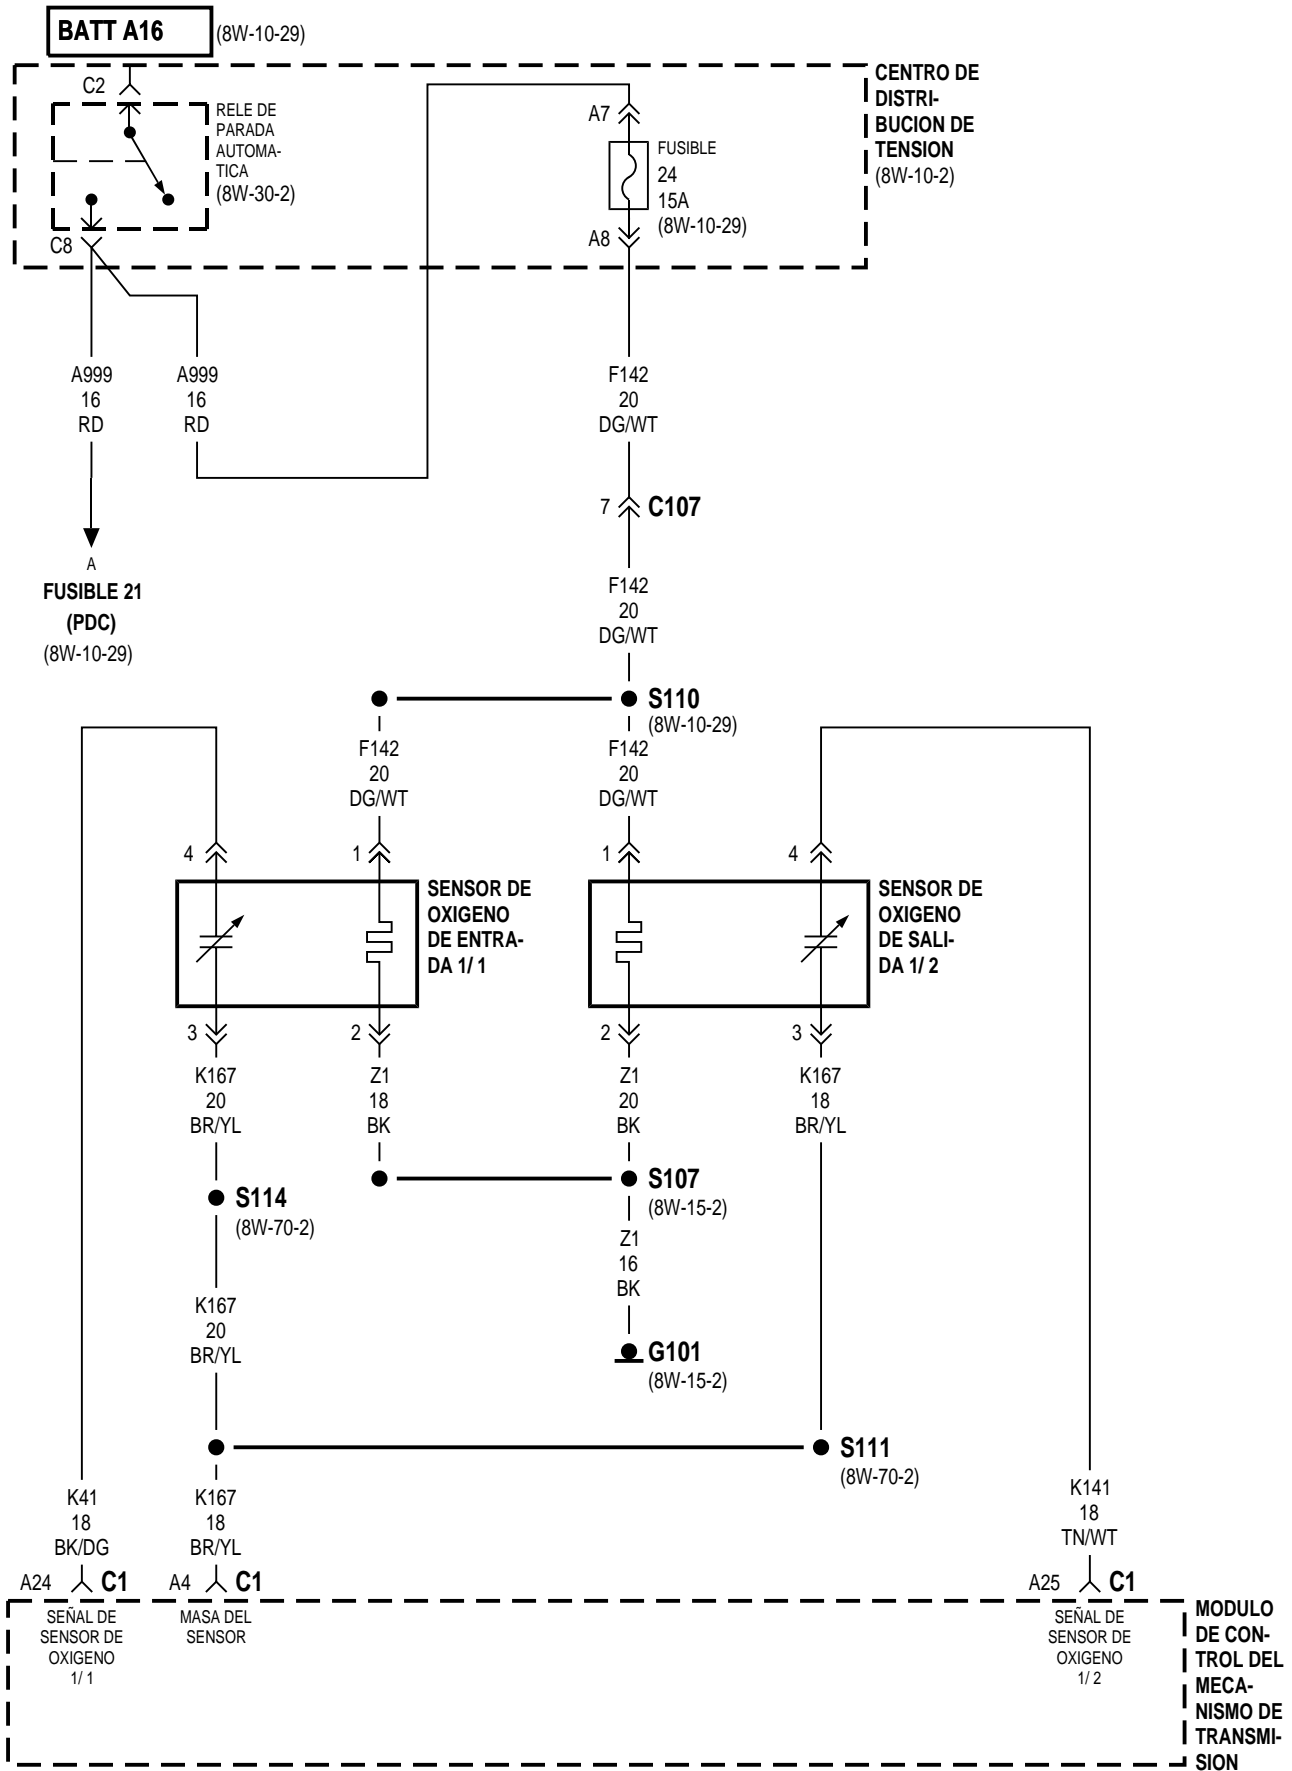 BATT A16
(8W-10-29)
CENTRO DE
DISTRI-
BUCION DE
TENSION
(8W-10-2)
C2
RELE DE
PARADA
AUTOMA-
TICA
(8W-30-2)
C8
A7
FUSIBLE
24
15A
(8W-10-29)
A8
A999
16
RD
A999
16
RD
F142
20
DG/WT
7
C107
A
FUSIBLE 21
(PDC)
(8W-10-29)
F142
20
DG/WT
S110
(8W-10-29)
F142
20
DG/WT
F142
20
DG/WT
4
1
1
4
SENSOR DE
OXIGENO
DE ENTRA-
DA 1/ 1
SENSOR DE
OXIGENO
DE SALI-
DA 1/ 2
3
2
2
3
K167
20
BR/YL
Z1
18
BK
Z1
20
BK
K167
18
BR/YL
S114
(8W-70-2)
S107
(8W-15-2)
Z1
16
BK
K167
20
BR/YL
G101
(8W-15-2)
S111
(8W-70-2)
K41
18
BK/DG
K167
18
BR/YL
K141
18
TN/WT
A24
C1
A4
C1
A25
C1
SEÑAL DE
SENSOR DE
OXIGENO
1/ 1
MASA DEL
SENSOR
SEÑAL DE
SENSOR DE
OXIGENO
1/ 2
MODULO
DE CON-
TROL DEL
MECA-
NISMO DE
TRANSMI-
SION